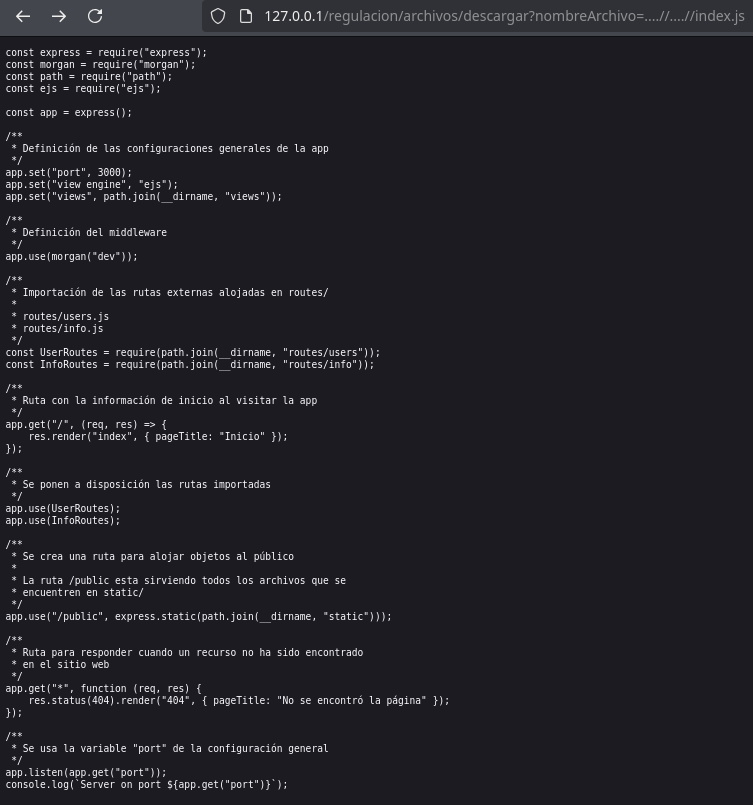 127.0.0.1/regulacion/archivos/descargar?nombreArchivo=....//....//index.js
const express = require("express");
const morgan = require("morgan");
const path = require("path");
const ejs = require("ejs");
const app = express();
/**
 * Definición de las configuraciones generales de la app
 */
app.set("port", 3000);
app.set("view engine", "ejs");
app.set("views", path.join(__dirname, "views"));
/**
 * Definición del middleware
 */
app.use(morgan("dev"));
/**
 * Importación de las rutas externas alojadas en routes/
 *
 * routes/users.js
 * routes/info.js
 */
const UserRoutes = require(path.join(__dirname, "routes/users"));
const InfoRoutes = require(path.join(__dirname, "routes/info"));
/**
 * Ruta con la información de inicio al visitar la app
 */
app.get("/", (req, res) => {
    res.render("index", { pageTitle: "Inicio" });
});
/**
 * Se ponen a disposición las rutas importadas
 */
app.use(UserRoutes);
app.use(InfoRoutes);
/**
 * Se crea una ruta para alojar objetos al público
 *
 * La ruta /public esta sirviendo todos los archivos que se
 * encuentren en static/
 */
app.use("/public", express.static(path.join(__dirname, "static")));
/**
 * Ruta para responder cuando un recurso no ha sido encontrado
 * en el sitio web
 */
app.get("*", function (req, res) {
    res.status(404).render("404", { pageTitle: "No se encontró la página" });
});
/**
 * Se usa la variable "port" de la configuración general
 */
app.listen(app.get("port"));
console.log(`Server on port ${app.get("port")}`);